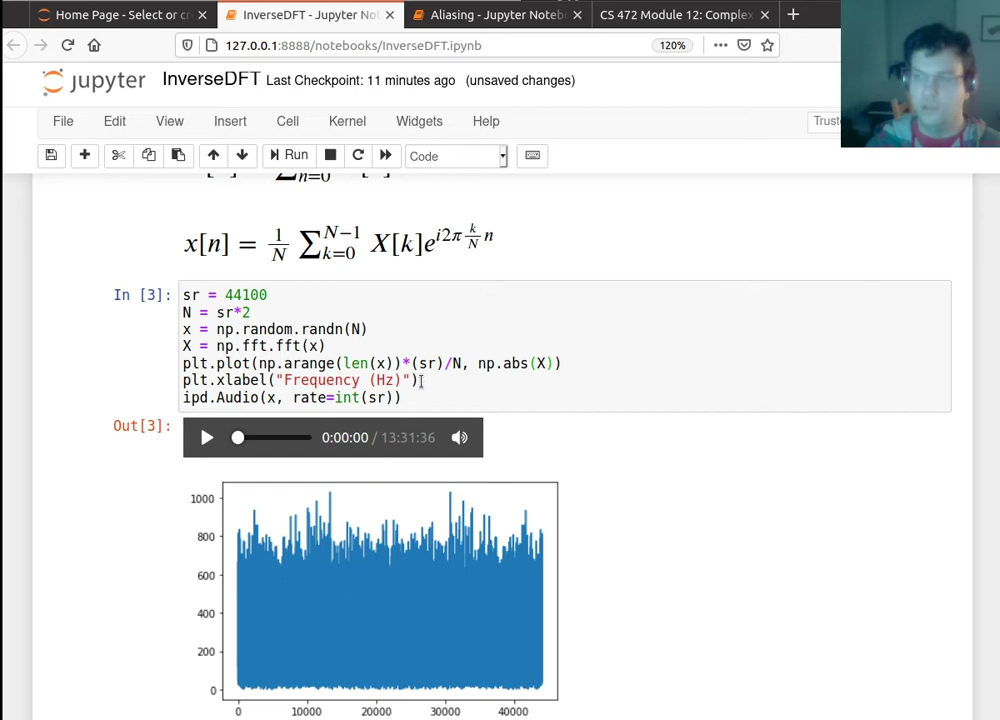 Home Page - Select or cr
InverseDFT - Jupyter No
Aliasing - Jupyter Noteb
CS 472 Module 12: Comple
127.0.0.1:8888/notebooks/InverseDFT.ipynb
120%
jupyter InverseDFT Last Checkpoint: 11 minutes ago (unsaved changes)
File Edit View Insert Cell Kernel Widgets Help
Trust
Run
Code
n=0
x[n] = 1/N ∑_{k=0}^{N−1} X[k]e^{i2π k/N n}
In [3]: sr = 44100
N = sr*2
x = np.random.randn(N)
X = np.fft.fft(x)
plt.plot(np.arange(len(x))*(sr)/N, np.abs(X))
plt.xlabel("Frequency (Hz)")
ipd.Audio(x, rate=int(sr))
Out[3]:
0:00:00 / 13:31:36
1000
800
600
400
200
0
0 10000 20000 30000 40000